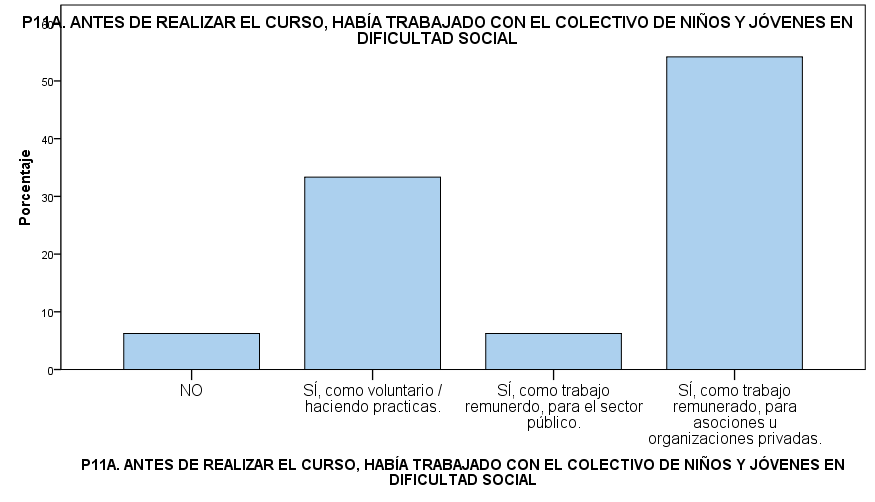 P11A. ANTES DE REALIZAR EL CURSO, HABÍA TRABAJADO CON EL COLECTIVO DE NIÑOS Y JÓVENES EN
DIFICULTAD SOCIAL
60
50
40
30
20
10
0
Porcentaje
NO
SÍ, como voluntario /
haciendo practicas.
SÍ, como trabajo
remunerdo, para el sector
público.
SÍ, como trabajo
remunerado, para
asociones u
organizaciones privadas.
P11A. ANTES DE REALIZAR EL CURSO, HABÍA TRABAJADO CON EL COLECTIVO DE NIÑOS Y JÓVENES EN
DIFICULTAD SOCIAL